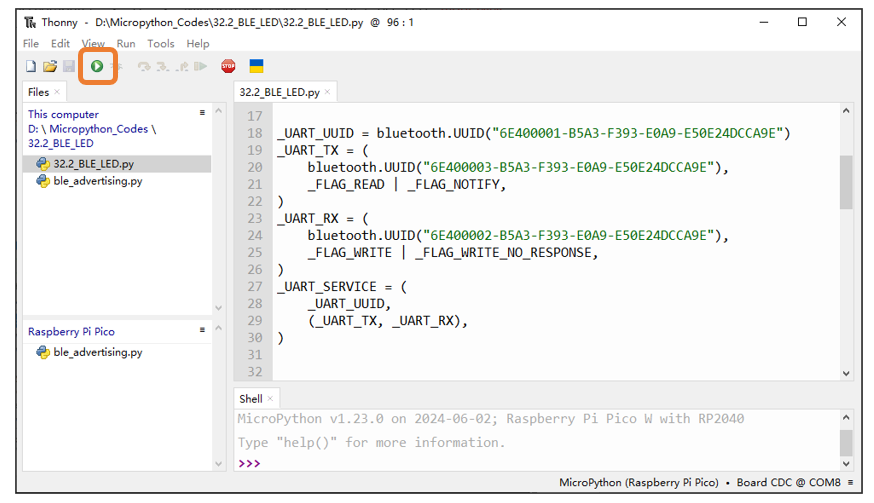 Thonny - D:\Micropython_Codes\32.2_BLE_LED\32.2_BLE_LED.py @ 96 : 1
File Edit View Run Tools Help
STOP
Files ×
This computer
D: \ Micropython_Codes \
32.2_BLE_LED
32.2_BLE_LED.py
ble_advertising.py
Raspberry Pi Pico
ble_advertising.py
32.2_BLE_LED.py ×
17
18 _UART_UUID = bluetooth.UUID("6E400001-B5A3-F393-E0A9-E50E24DCCA9E")
19 _UART_TX = (
20 bluetooth.UUID("6E400003-B5A3-F393-E0A9-E50E24DCCA9E"),
21 _FLAG_READ | _FLAG_NOTIFY,
22 )
23 _UART_RX = (
24 bluetooth.UUID("6E400002-B5A3-F393-E0A9-E50E24DCCA9E"),
25 _FLAG_WRITE | _FLAG_WRITE_NO_RESPONSE,
26 )
27 _UART_SERVICE = (
28 _UART_UUID,
29 (_UART_TX, _UART_RX),
30 )
31
32
Shell ×
MicroPython v1.23.0 on 2024-06-02; Raspberry Pi Pico W with RP2040
Type "help()" for more information.
>>>
MicroPython (Raspberry Pi Pico) • Board CDC @ COM8 ≡